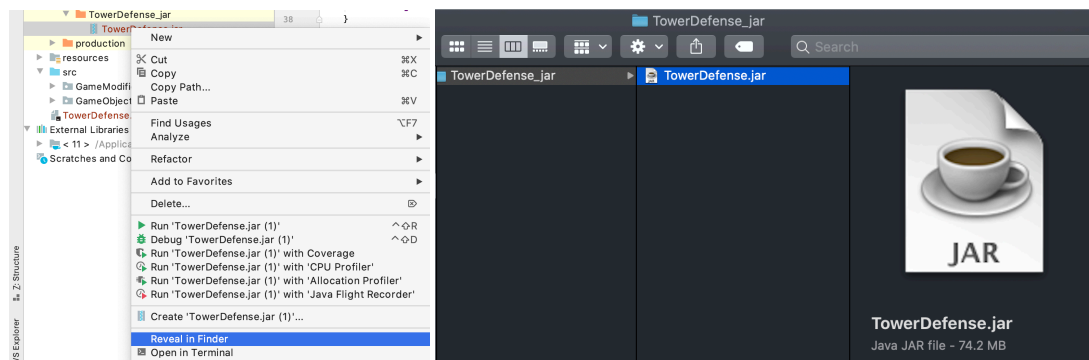 TowerDefense_jar
38
}
TowerDefense.jar
production
resources
src
GameModifi
GameObject
TowerDefense.
External Libraries
< 11 > /Applica
Scratches and Co
Z: Structure
S Explorer
New
Cut ⌘X
Copy ⌘C
Copy Path...
Paste ⌘V
Find Usages ⌥F7
Analyze
Refactor
Add to Favorites
Delete... ⌦
Run 'TowerDefense.jar (1)' ^⇧R
Debug 'TowerDefense.jar (1)' ^⇧D
Run 'TowerDefense.jar (1)' with Coverage
Run 'TowerDefense.jar (1)' with 'CPU Profiler'
Run 'TowerDefense.jar (1)' with 'Allocation Profiler'
Run 'TowerDefense.jar (1)' with 'Java Flight Recorder'
Create 'TowerDefense.jar (1)'...
Reveal in Finder
Open in Terminal
TowerDefense_jar
Search
TowerDefense_jar
TowerDefense.jar
JAR
TowerDefense.jar
Java JAR file - 74.2 MB